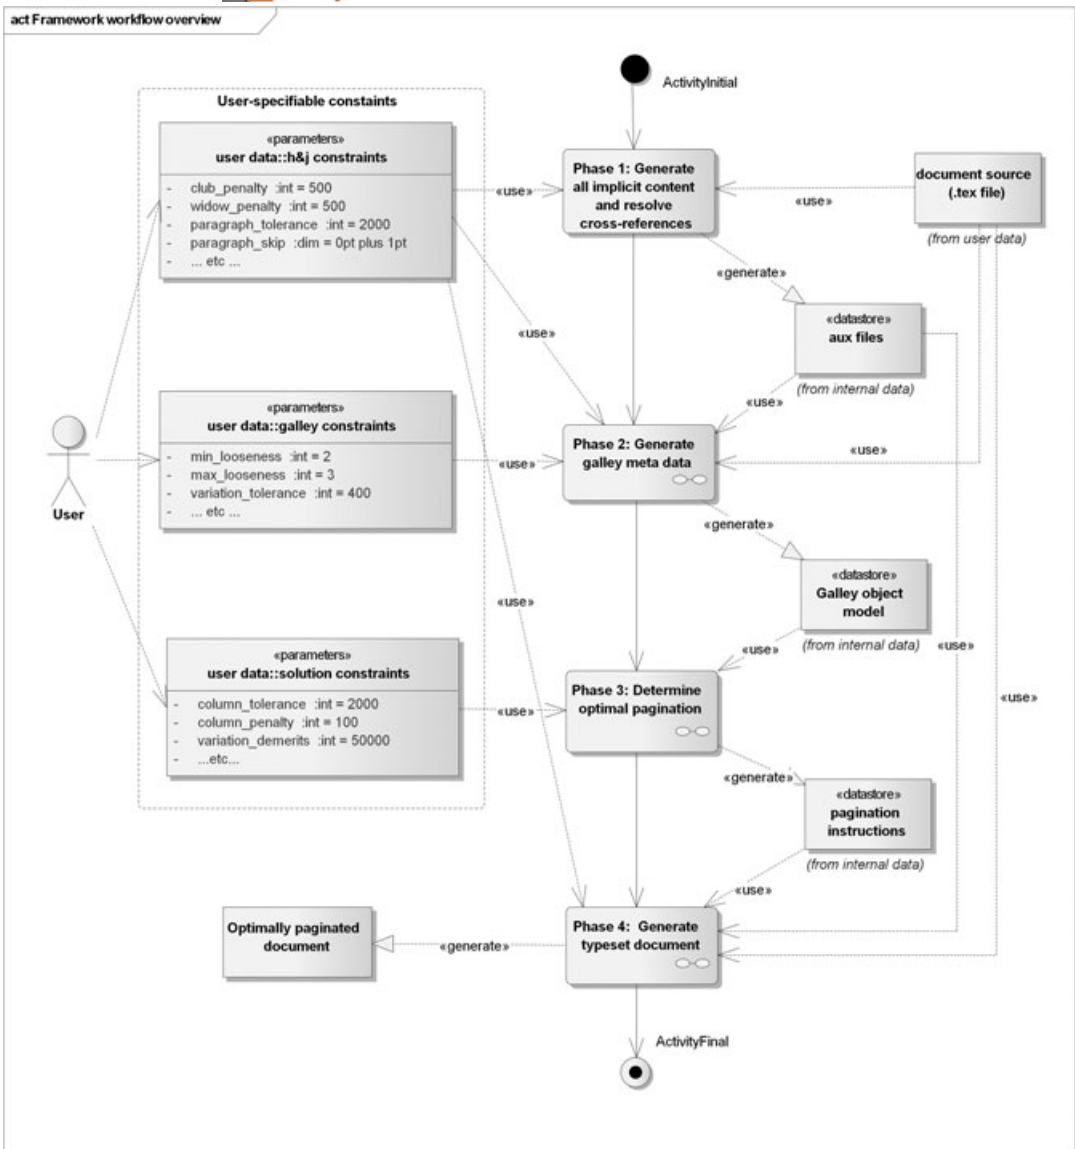 act Framework workflow overview
ActivityInitial
User-specifiable constaints
«parameters»
user data::h&j constraints
- club_penalty :int = 500
- widow_penalty :int = 500
- paragraph_tolerance :int = 2000
- paragraph_skip :dim = 0pt plus 1pt
- ... etc ...
«use»
Phase 1: Generate
all implicit content
and resolve
cross-references
«use»
document source
(.tex file)
(from user data)
«generate»
«datastore»
aux files
(from internal data)
«use»
«use»
«parameters»
user data::galley constraints
- min_looseness :int = 2
- max_looseness :int = 3
- variation_tolerance :int = 400
- ... etc ...
User
«use»
Phase 2: Generate
galley meta data
«use»
«generate»
«datastore»
Galley object
model
(from internal data)
«use»
«use»
«use»
«use»
«parameters»
user data::solution constraints
- column_tolerance :int = 2000
- column_penalty :int = 100
- variation_demerits :int = 50000
- ...etc...
«use»
Phase 3: Determine
optimal pagination
«generate»
«datastore»
pagination
instructions
(from internal data)
«use»
Optimally paginated
document
«generate»
Phase 4: Generate
typeset document
ActivityFinal